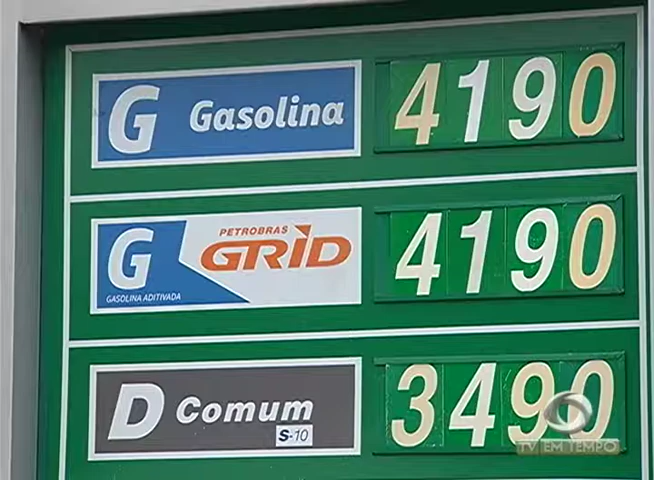 G Gasolina 4190
G PETROBRAS GRID 4190
GASOLINA ADITIVADA
D Comum 3490
S-10
TV EM TEMPO